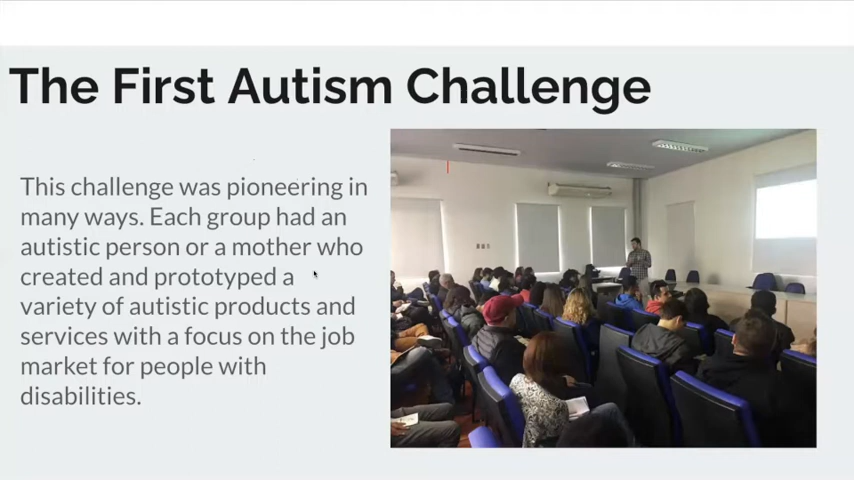 The First Autism Challenge
This challenge was pioneering in
many ways. Each group had an
autistic person or a mother who
created and prototyped a
variety of autistic products and
services with a focus on the job
market for people with
disabilities.